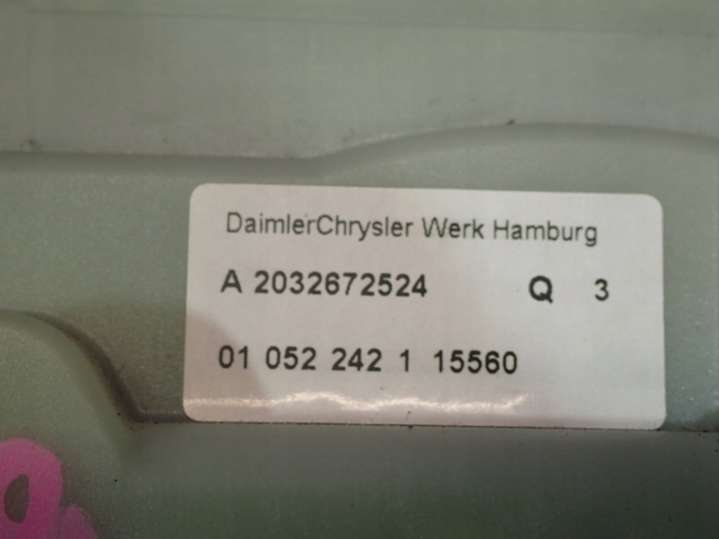 DaimlerChrysler Werk Hamburg
A 2032672524 Q 3
01 052 242 1 15560